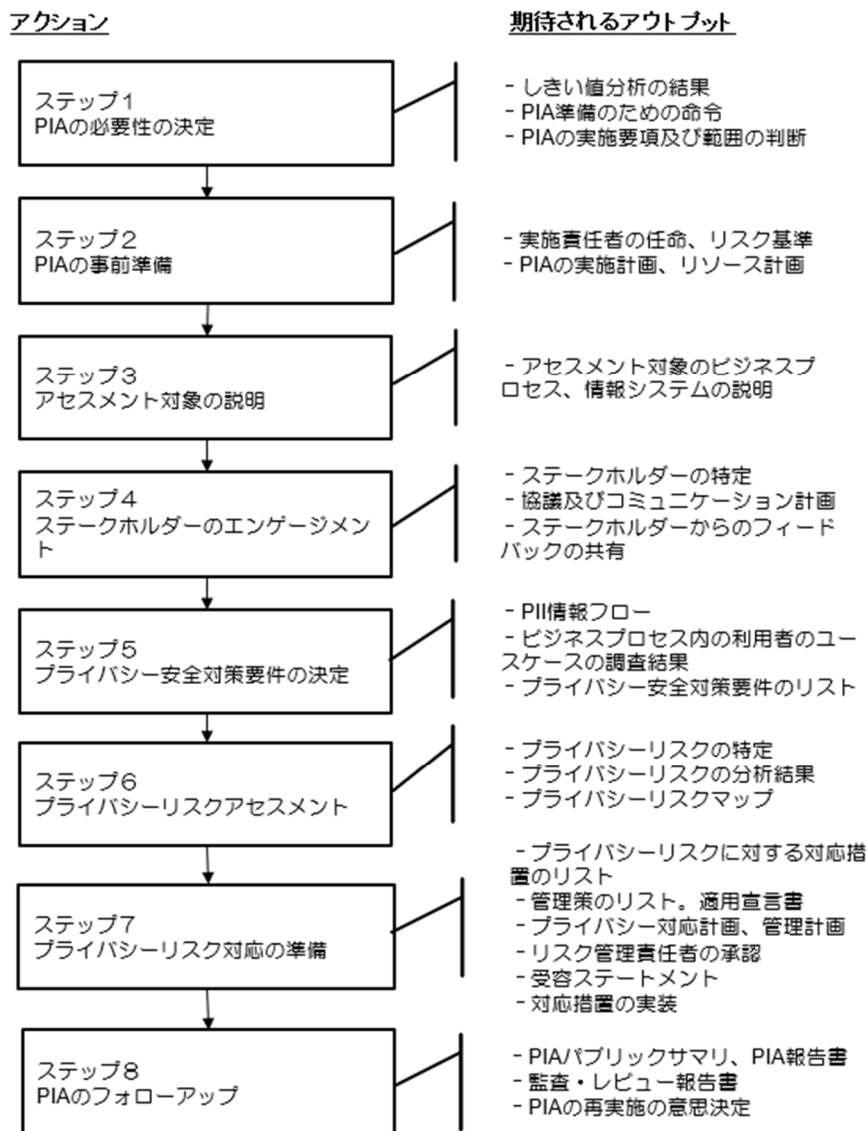 アクション
期待されるアウトプット
ステップ１
PIAの必要性の決定
- しきい値分析の結果
- PIA準備のための命令
- PIAの実施要項及び範囲の判断
ステップ２
PIAの事前準備
- 実施責任者の任命、リスク基準
- PIAの実施計画、リソース計画
ステップ３
アセスメント対象の説明
- アセスメント対象のビジネスプ
ロセス、情報システムの説明
ステップ４
ステークホルダーのエンゲージメン
ト
- ステークホルダーの特定
- 協議及びコミュニケーション計画
- ステークホルダーからのフィード
バックの共有
ステップ５
プライバシー安全対策要件の決定
- PII情報フロー
- ビジネスプロセス内の利用者のユー
スケースの調査結果
- プライバシー安全対策要件のリスト
ステップ６
プライバシーリスクアセスメント
- プライバシーリスクの特定
- プライバシーリスクの分析結果
- プライバシーリスクマップ
ステップ７
プライバシーリスク対応の準備
- プライバシーリスクに対する対応措
置のリスト
- 管理策のリスト。適用宣言書
- プライバシー対応計画、管理計画
- リスク管理責任者の承認
- 受容ステートメント
- 対応措置の実装
ステップ８
PIAのフォローアップ
- PIAパブリックサマリ、PIA報告書
- 監査・レビュー報告書
- PIAの再実施の意思決定